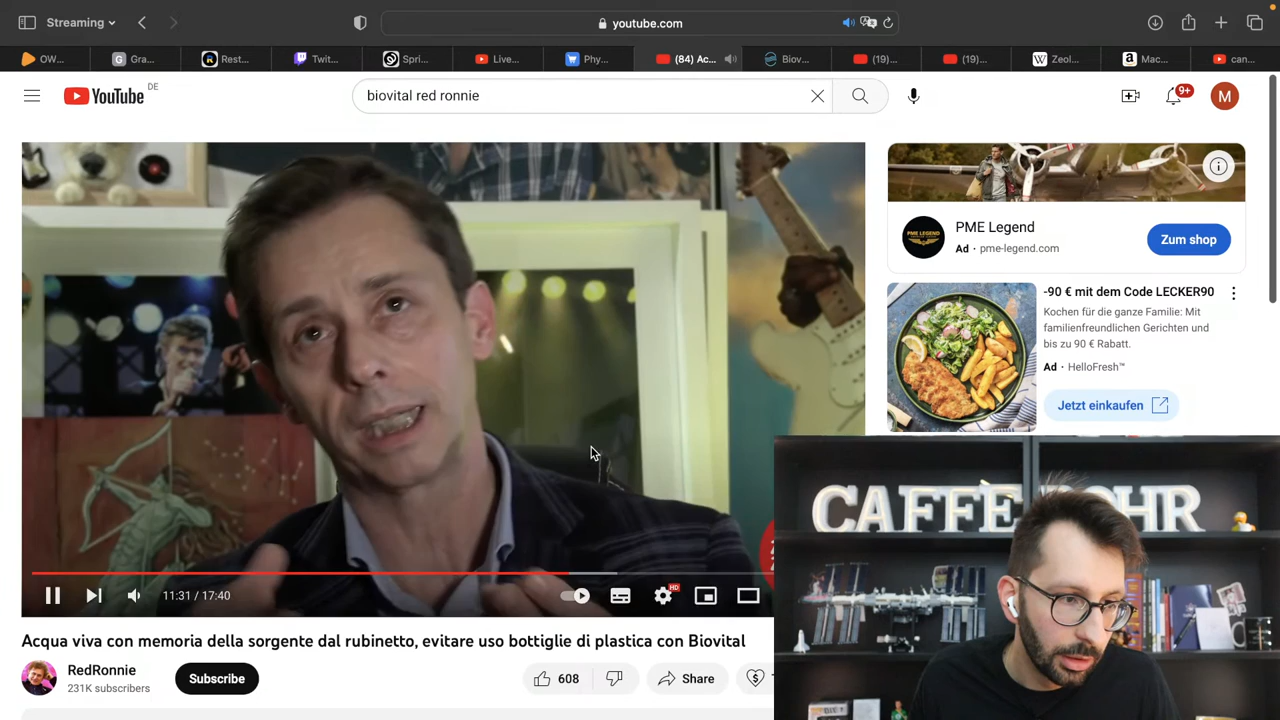 Streaming
youtube.com
OW...
Gra...
Rest...
Twit...
Spri...
Live...
Phy...
(84) Ac...
Biov...
(19)...
(19)...
Zeol...
Mac...
can...
YouTube DE
biovital red ronnie
9+
M
PME LEGEND
PME Legend
Ad · pme-legend.com
Zum shop
-90 € mit dem Code LECKER90
Kochen für die ganze Familie: Mit
familienfreundlichen Gerichten und
bis zu 90 € Rabatt.
Ad · HelloFresh™
Jetzt einkaufen
11:31 / 17:40
HD
Acqua viva con memoria della sorgente dal rubinetto, evitare uso bottiglie di plastica con Biovital
RedRonnie
231K subscribers
Subscribe
608
Share
CAFFE